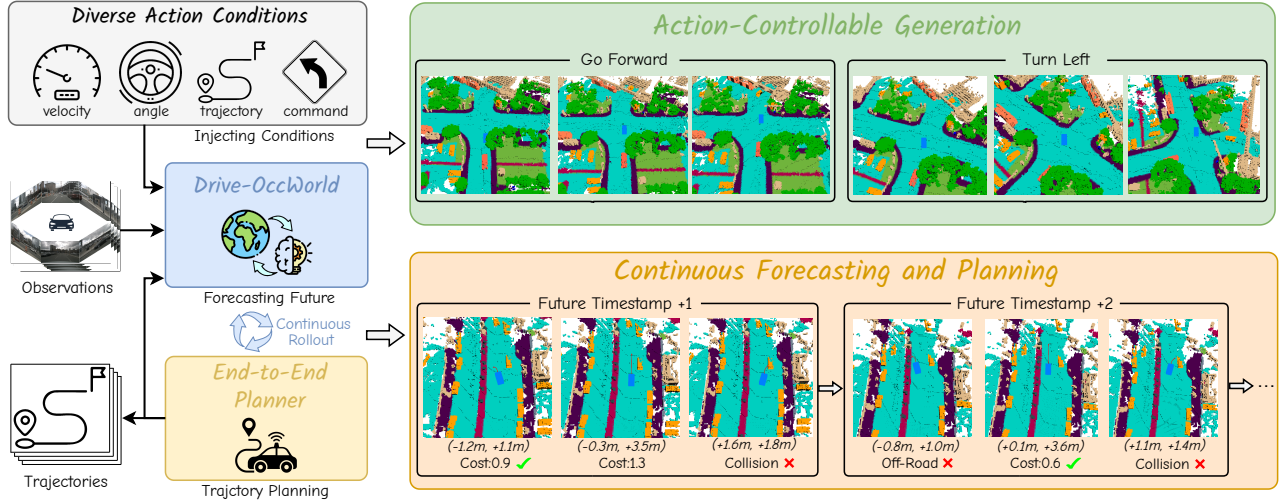 Diverse Action Conditions
velocity
angle
trajectory
command
Injecting Conditions
Drive-OccWorld
Observations
Forecasting Future
Continuous
Rollout
End-to-End
Planner
Trajectories
Trajctory Planning
Action-Controllable Generation
Go Forward
Turn Left
Continuous Forecasting and Planning
Future Timestamp +1
(-1.2m, +1.1m)
Cost:0.9
(-0.3m, +3.5m)
Cost:1.3
(+1.6m, +1.8m)
Collision
Future Timestamp +2
(-0.8m, +1.0m)
Off-Road
(+0.1m, +3.6m)
Cost:0.6
(+1.1m, +1.4m)
Collision
...